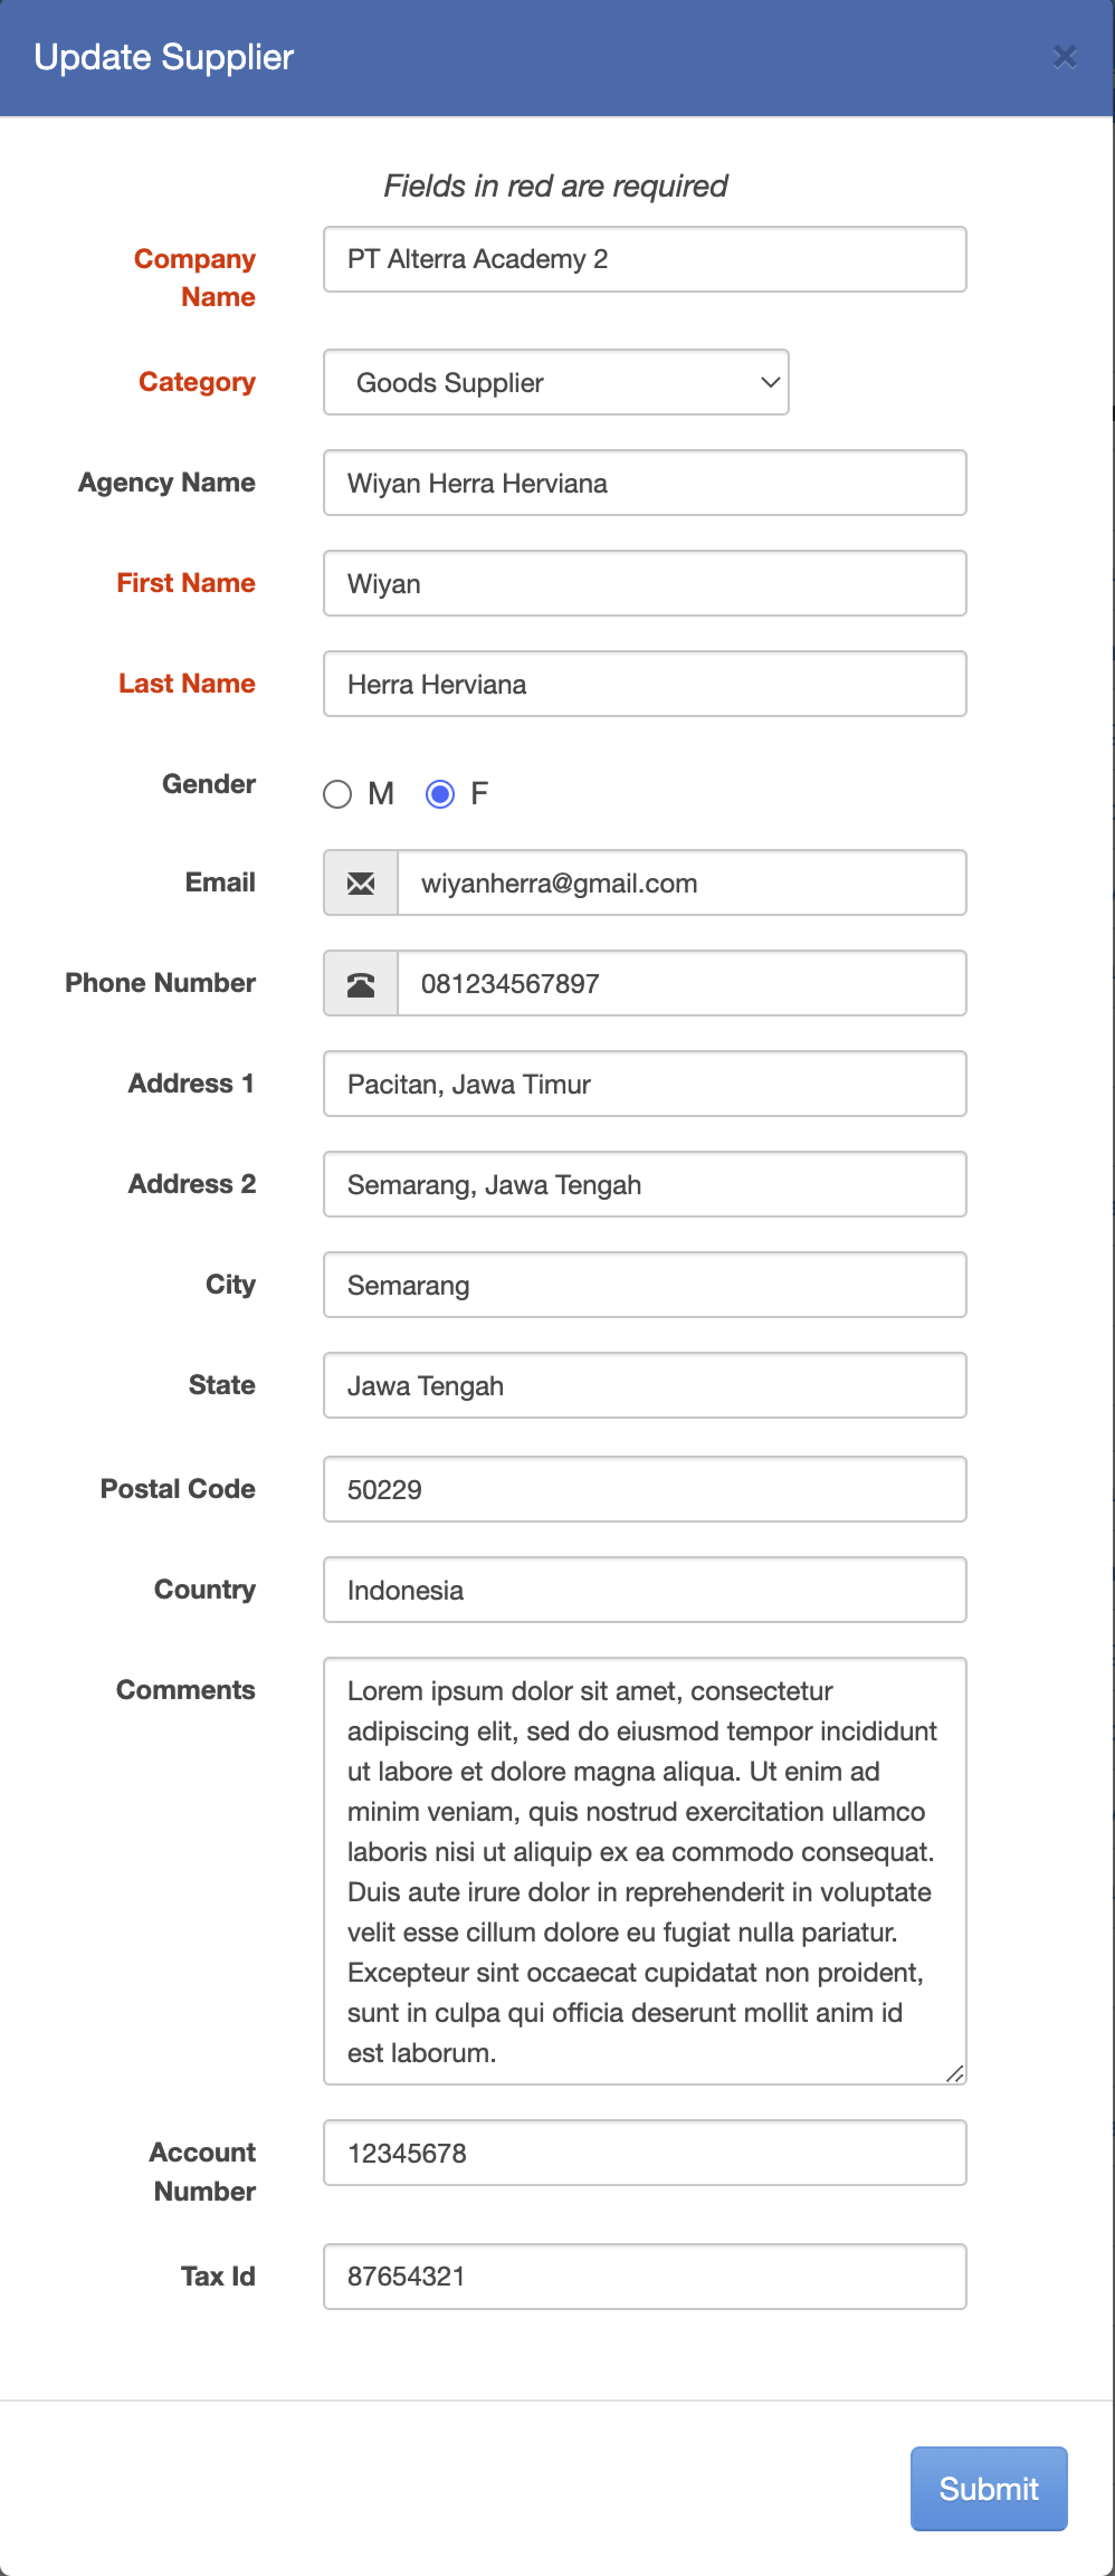 Update Supplier ×
Fields in red are required
Company Name PT Alterra Academy 2
Category Goods Supplier
Agency Name Wiyan Herra Herviana
First Name Wiyan
Last Name Herra Herviana
Gender M F
Email wiyanherra@gmail.com
Phone Number 081234567897
Address 1 Pacitan, Jawa Timur
Address 2 Semarang, Jawa Tengah
City Semarang
State Jawa Tengah
Postal Code 50229
Country Indonesia
Comments Lorem ipsum dolor sit amet, consectetur
adipiscing elit, sed do eiusmod tempor incididunt
ut labore et dolore magna aliqua. Ut enim ad
minim veniam, quis nostrud exercitation ullamco
laboris nisi ut aliquip ex ea commodo consequat.
Duis aute irure dolor in reprehenderit in voluptate
velit esse cillum dolore eu fugiat nulla pariatur.
Excepteur sint occaecat cupidatat non proident,
sunt in culpa qui officia deserunt mollit anim id
est laborum.
Account Number 12345678
Tax Id 87654321
Submit